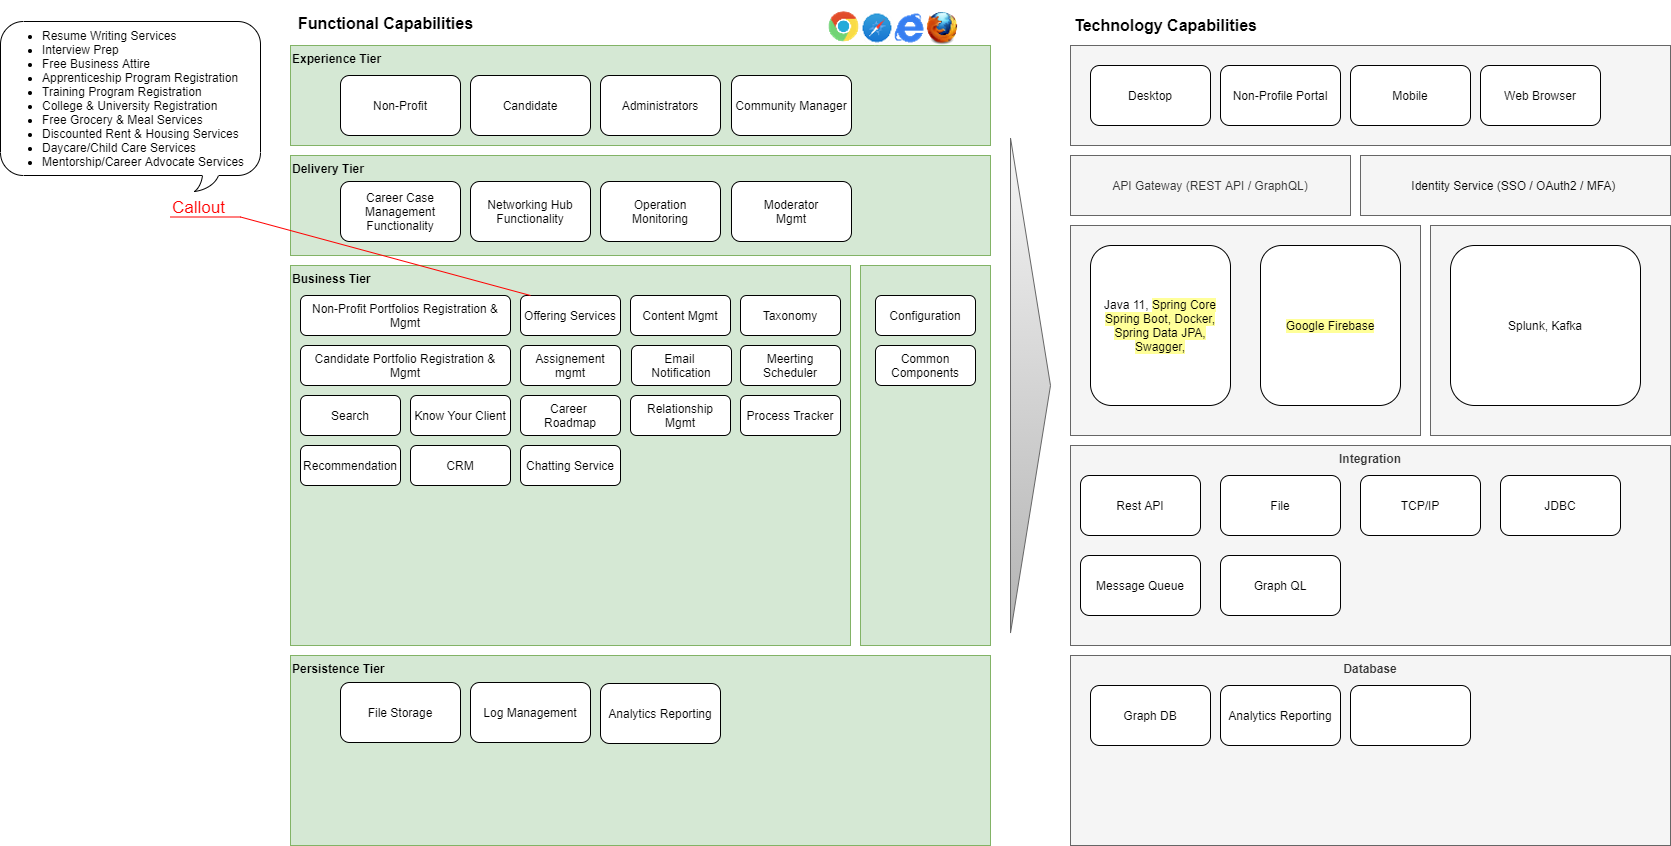 Resume Writing Services
Interview Prep
Free Business Attire
Apprenticeship Program Registration
Training Program Registration
College & University Registration
Free Grocery & Meal Services
Discounted Rent & Housing Services
Daycare/Child Care Services
Mentorship/Career Advocate Services
Callout
Functional Capabilities
Experience Tier
Non-Profit
Candidate
Administrators
Community Manager
Delivery Tier
Career Case
Management
Functionality
Networking Hub
Functionality
Operation
Monitoring
Moderator
Mgmt
Business Tier
Non-Profit Portfolios Registration &
Mgmt
Offering Services
Content Mgmt
Taxonomy
Candidate Portfolio Registration &
Mgmt
Assignement
mgmt
Email
Notification
Meerting
Scheduler
Search
Know Your Client
Career
Roadmap
Relationship
Mgmt
Process Tracker
Recommendation
CRM
Chatting Service
Configuration
Common
Components
Persistence Tier
File Storage
Log Management
Analytics Reporting
Technology Capabilities
Desktop
Non-Profile Portal
Mobile
Web Browser
API Gateway (REST API / GraphQL)
Identity Service (SSO / OAuth2 / MFA)
Java 11, Spring Core
Spring Boot, Docker,
Spring Data JPA,
Swagger,
Google Firebase
Splunk, Kafka
Integration
Rest API
File
TCP/IP
JDBC
Message Queue
Graph QL
Database
Graph DB
Analytics Reporting